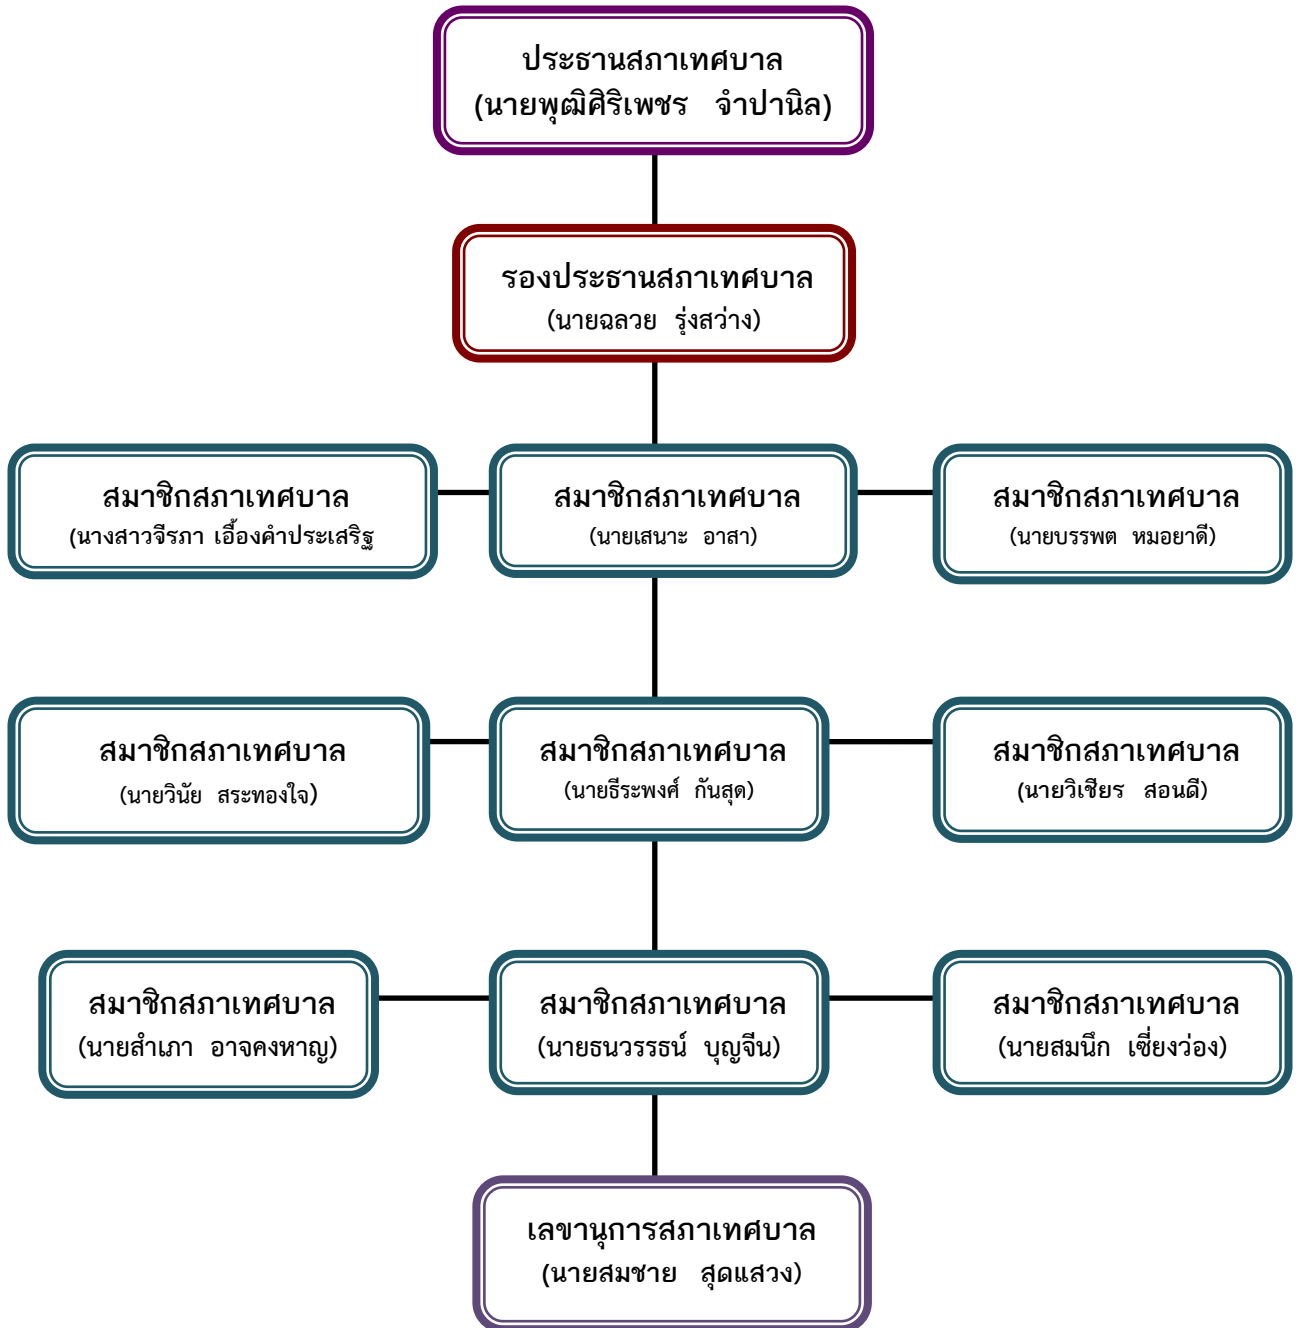 ประธานสภาเทศบาล
(นายพุฒิศิริเพชร จำปานิล)
รองประธานสภาเทศบาล
(นายฉลวย รุ่งสว่าง)
สมาชิกสภาเทศบาล
(นางสาวจีรภา เอื้องคำประเสริฐ
สมาชิกสภาเทศบาล
(นายเสนาะ อาสา)
สมาชิกสภาเทศบาล
(นายบรรพต หมอยาดี)
สมาชิกสภาเทศบาล
(นายวินัย สระทองใจ)
สมาชิกสภาเทศบาล
(นายธีระพงศ์ กันสุด)
สมาชิกสภาเทศบาล
(นายวิเชียร สอนดี)
สมาชิกสภาเทศบาล
(นายสำเภา อาจคงหาญ)
สมาชิกสภาเทศบาล
(นายธนวรรธน์ บุญจีน)
สมาชิกสภาเทศบาล
(นายสมนึก เซี่ยงว่อง)
เลขานุการสภาเทศบาล
(นายสมชาย สุดแสวง)